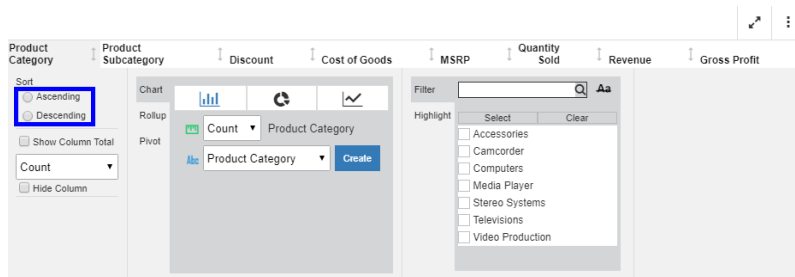 Product Category
Product Subcategory
Discount
Cost of Goods
MSRP
Quantity Sold
Revenue
Gross Profit
Sort
Ascending
Descending
Show Column Total
Count
Hide Column
Chart
Rollup
Pivot
Count
Product Category
Abc
Product Category
Create
Filter
Aa
Highlight
Select
Clear
Accessories
Camcorder
Computers
Media Player
Stereo Systems
Televisions
Video Production